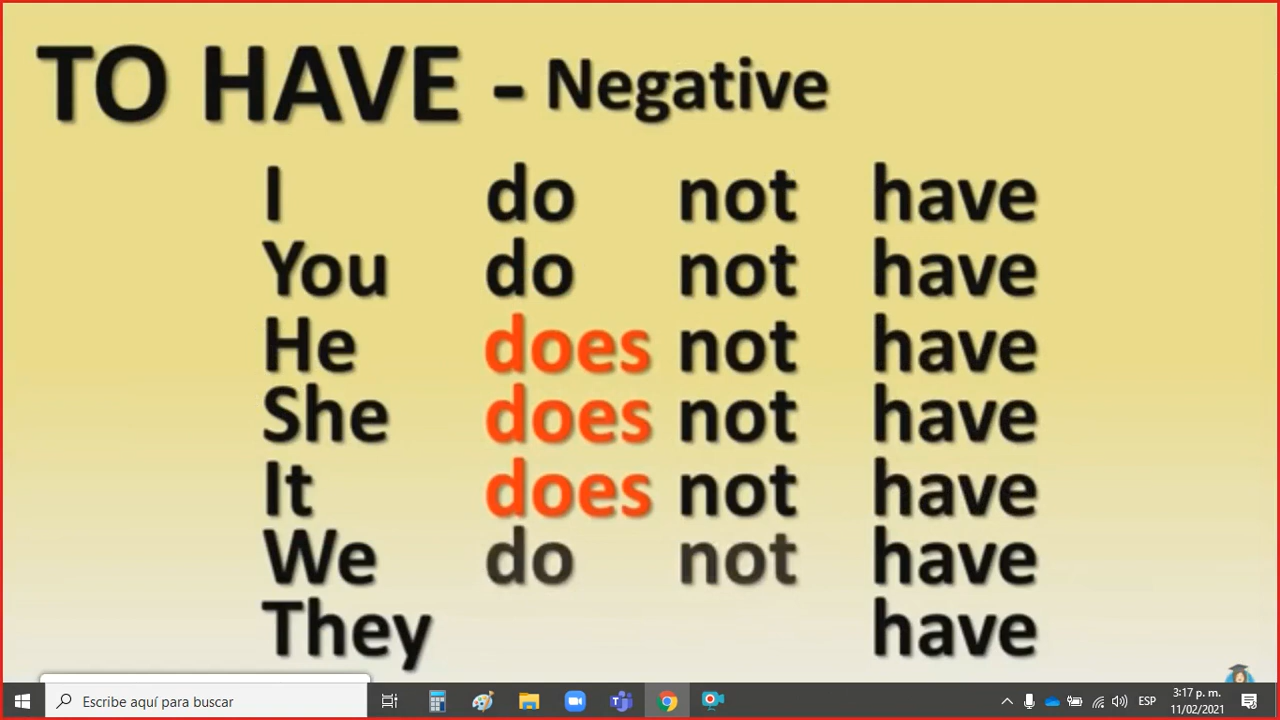 TO HAVE - Negative
I do not have
You do not have
He does not have
She does not have
It does not have
We do not have
They have
Escribe aquí para buscar
ESP
3:17 p. m.
11/02/2021